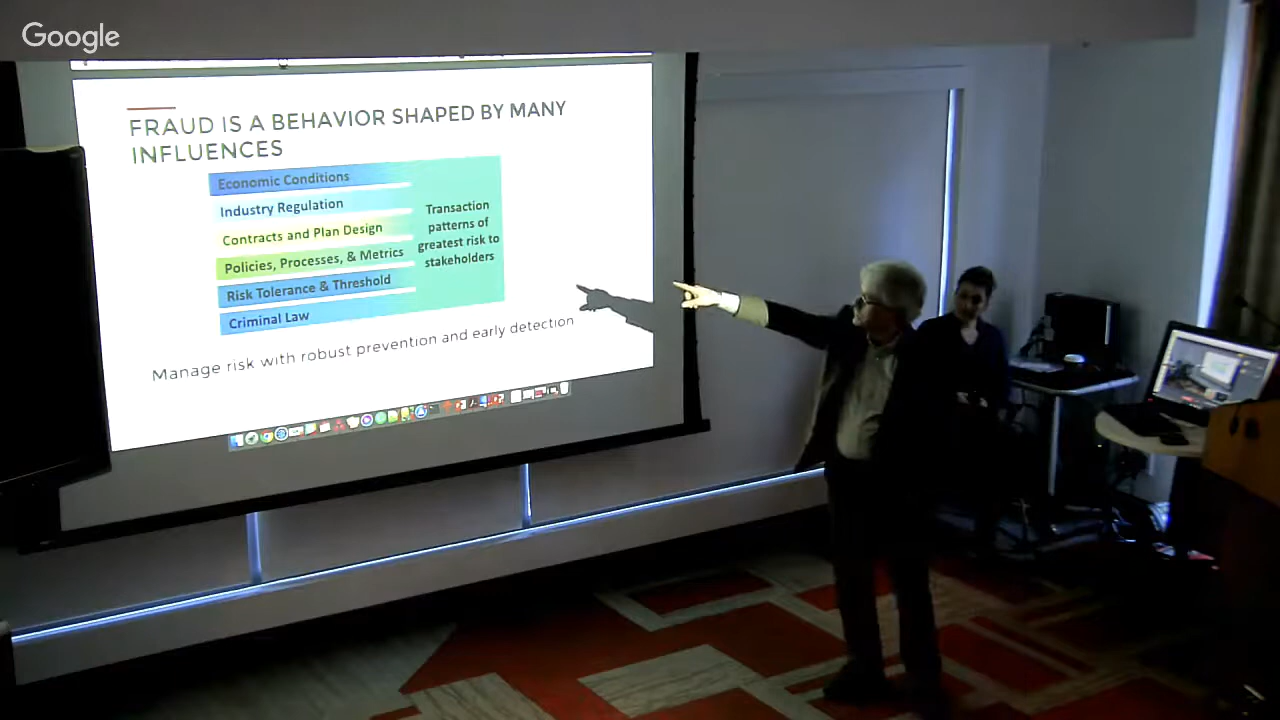 Google
FRAUD IS A BEHAVIOR SHAPED BY MANY
INFLUENCES
Economic Conditions
Industry Regulation
Contracts and Plan Design
Policies, Processes, & Metrics
Risk Tolerance & Threshold
Criminal Law
Transaction
patterns of
greatest risk to
stakeholders
Manage risk with robust prevention and early detection